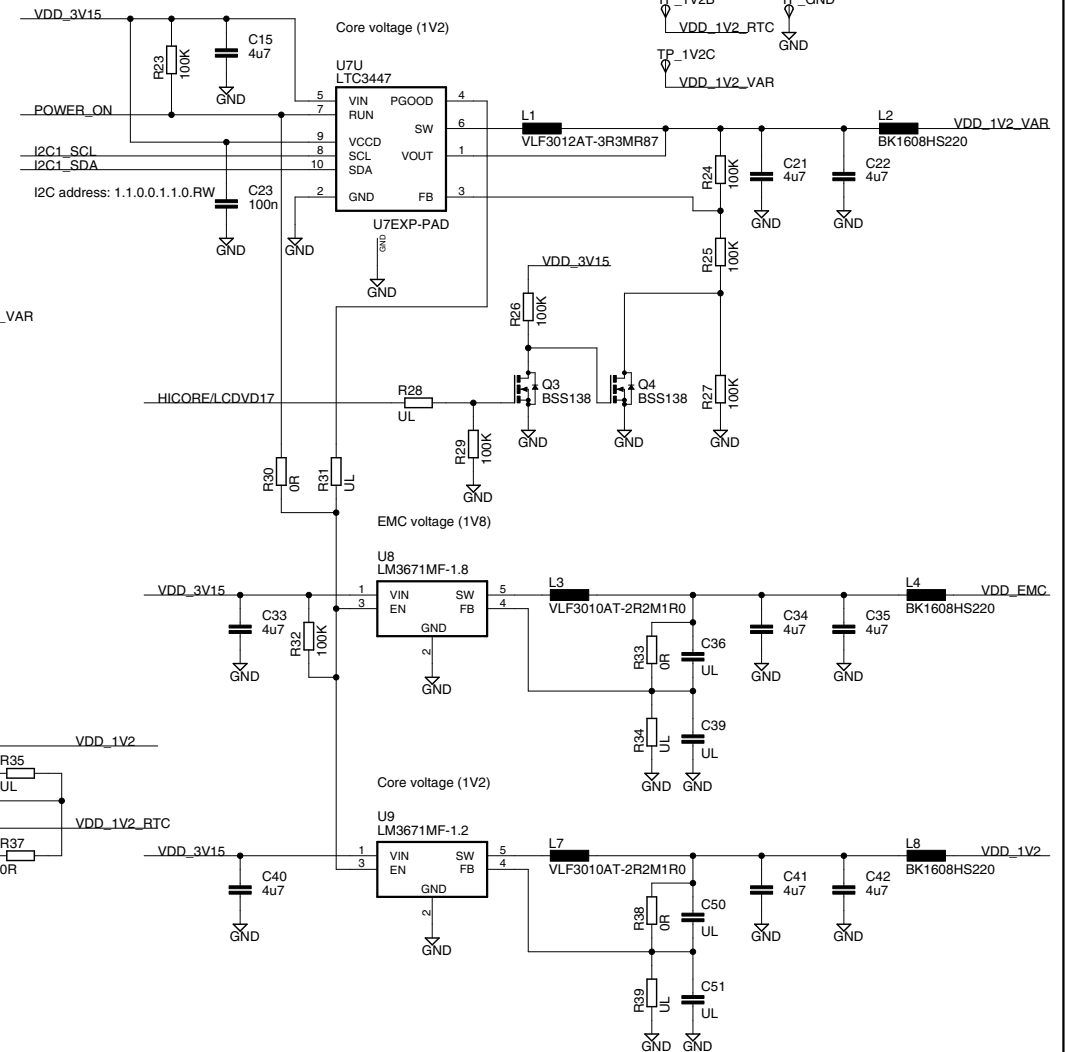 VDD_3V15
Core voltage (1V2)
TP_1V2B
TP_GND
VDD_1V2_RTC
GND
TP_1V2C
VDD_1V2_VAR
R23
100K
C15
4u7
GND
U7U
LTC3447
5
VIN
PGOOD
4
7
RUN
SW
6
9
VCCD
8
SCL
VOUT
1
10
SDA
2
GND
FB
3
POWER_ON
I2C1_SCL
I2C1_SDA
I2C address: 1.1.0.0.1.1.0.RW
C23
100n
GND
GND
U7EXP-PAD
GND
GND
L1
VLF3012AT-3R3MR87
L2
BK1608HS220
VDD_1V2_VAR
R24
100K
C21
4u7
C22
4u7
GND
GND
R25
100K
VDD_3V15
R26
100K
_VAR
Q3
BSS138
Q4
BSS138
R27
100K
HICORE/LCDVD17
R28
UL
R29
100K
GND
GND
GND
GND
R30
0R
R31
UL
EMC voltage (1V8)
U8
LM3671MF-1.8
VDD_3V15
1
VIN
SW
5
3
EN
FB
4
GND
2
GND
C33
4u7
GND
R32
100K
L3
VLF3010AT-2R2M1R0
L4
BK1608HS220
VDD_EMC
R33
0R
C36
UL
C34
4u7
C35
4u7
GND
GND
R34
UL
C39
UL
GND
GND
VDD_1V2
R35
UL
VDD_1V2_RTC
R37
0R
Core voltage (1V2)
U9
LM3671MF-1.2
VDD_3V15
1
VIN
SW
5
3
EN
FB
4
GND
2
GND
C40
4u7
GND
L7
VLF3010AT-2R2M1R0
L8
BK1608HS220
VDD_1V2
R38
0R
C50
UL
C41
4u7
C42
4u7
GND
GND
R39
UL
C51
UL
GND
GND